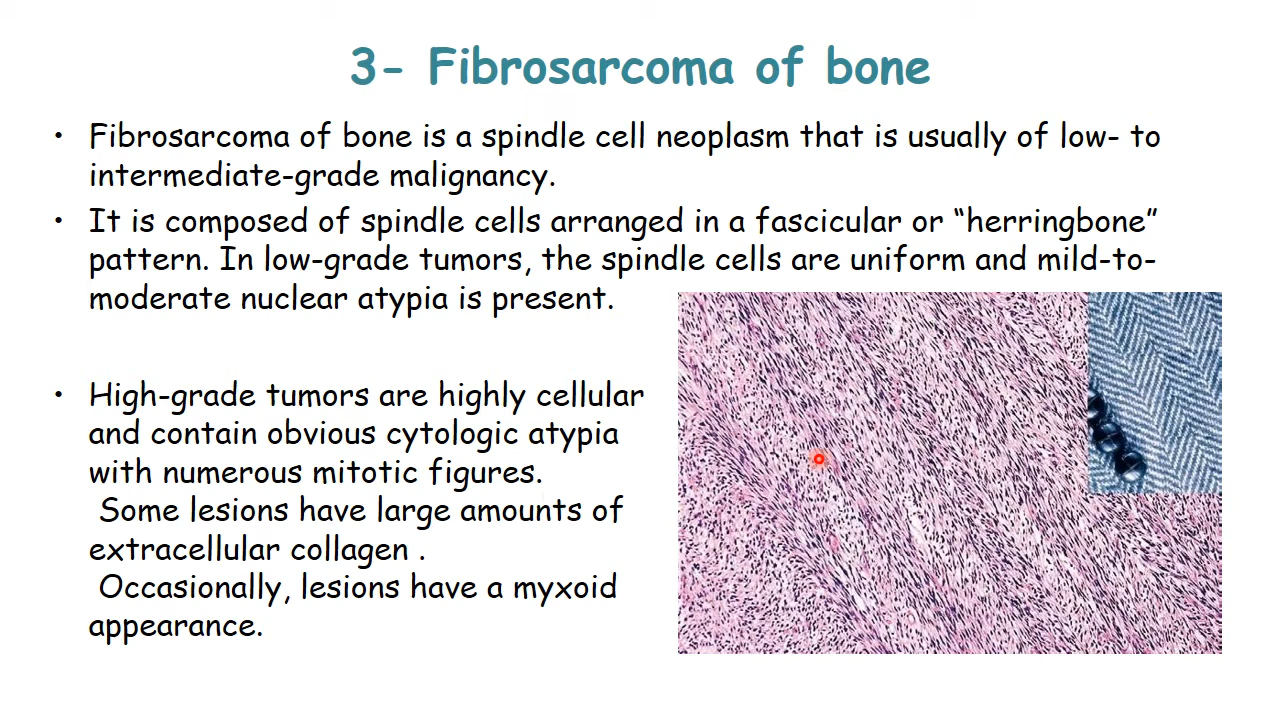 3- Fibrosarcoma of bone
• Fibrosarcoma of bone is a spindle cell neoplasm that is usually of low- to
intermediate-grade malignancy.
• It is composed of spindle cells arranged in a fascicular or “herringbone”
pattern. In low-grade tumors, the spindle cells are uniform and mild-to-
moderate nuclear atypia is present.
• High-grade tumors are highly cellular
and contain obvious cytologic atypia
with numerous mitotic figures.
Some lesions have large amounts of
extracellular collagen .
Occasionally, lesions have a myxoid
appearance.